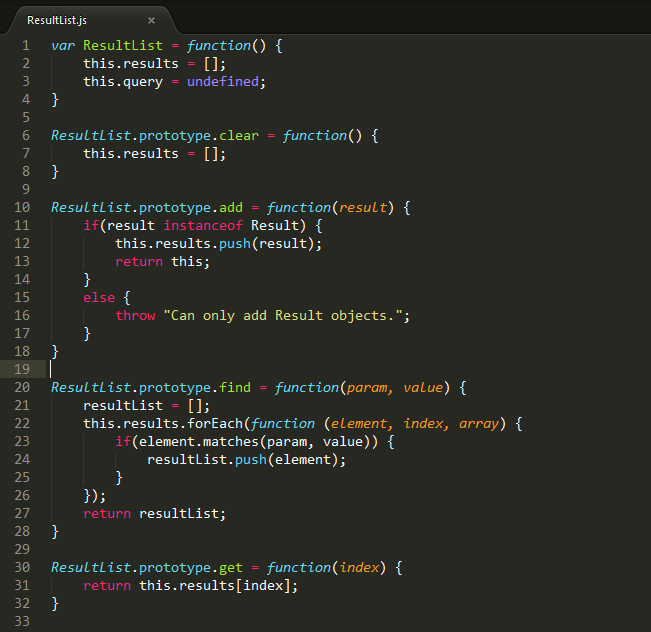 ResultList.js ×
1 var ResultList = function() {
2     this.results = [];
3     this.query = undefined;
4 }
5
6 ResultList.prototype.clear = function() {
7     this.results = [];
8 }
9
10 ResultList.prototype.add = function(result) {
11     if(result instanceof Result) {
12         this.results.push(result);
13         return this;
14     }
15     else {
16         throw "Can only add Result objects.";
17     }
18 }
19
20 ResultList.prototype.find = function(param, value) {
21     resultList = [];
22     this.results.forEach(function (element, index, array) {
23         if(element.matches(param, value)) {
24             resultList.push(element);
25         }
26     });
27     return resultList;
28 }
29
30 ResultList.prototype.get = function(index) {
31     return this.results[index];
32 }
33